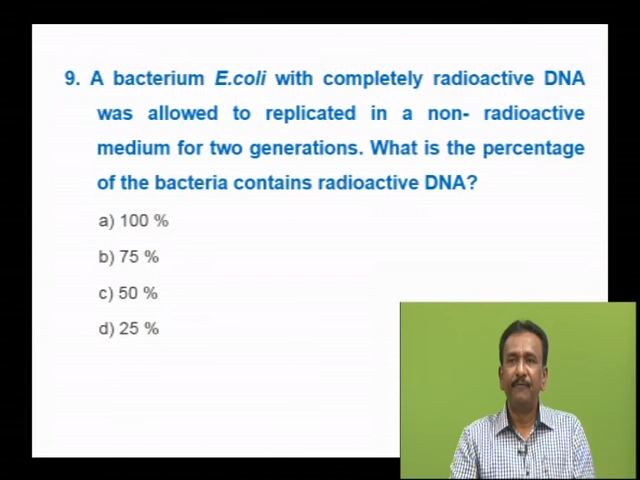 9. A bacterium E.coli with completely radioactive DNA
was allowed to replicated in a non- radioactive
medium for two generations. What is the percentage
of the bacteria contains radioactive DNA?
a) 100 %
b) 75 %
c) 50 %
d) 25 %